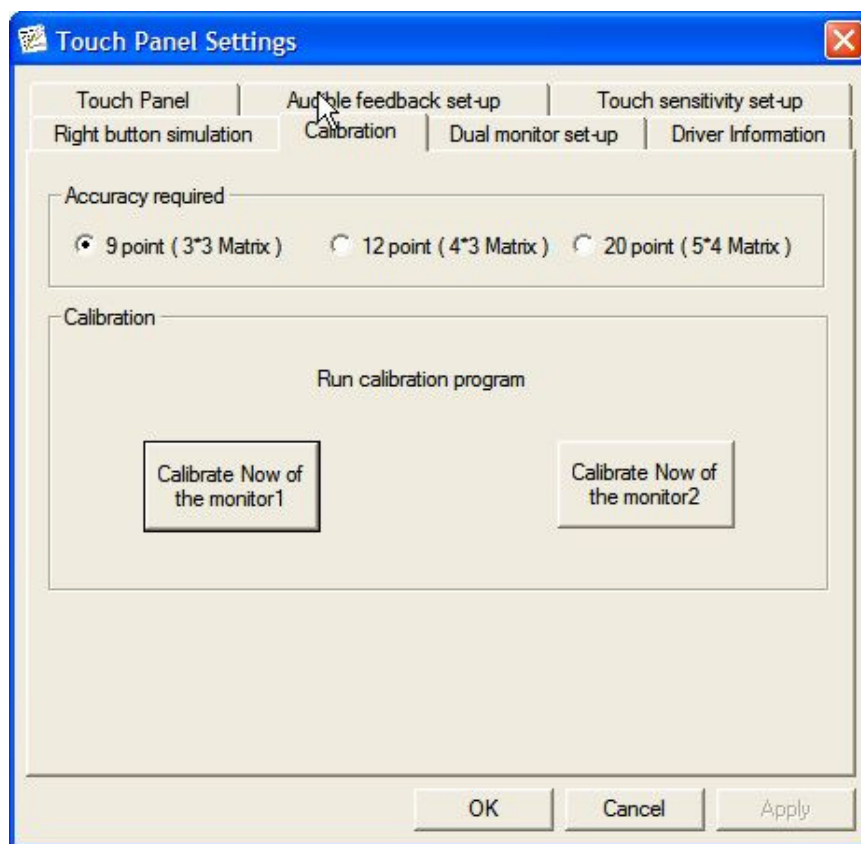 Touch Panel Settings
Touch Panel Audible feedback set-up Touch sensitivity set-up
Right button simulation Calibration Dual monitor set-up Driver Information
Accuracy required
9 point ( 3*3 Matrix ) 12 point ( 4*3 Matrix ) 20 point ( 5*4 Matrix )
Calibration
Run calibration program
Calibrate Now of
the monitor1
Calibrate Now of
the monitor2
OK Cancel Apply